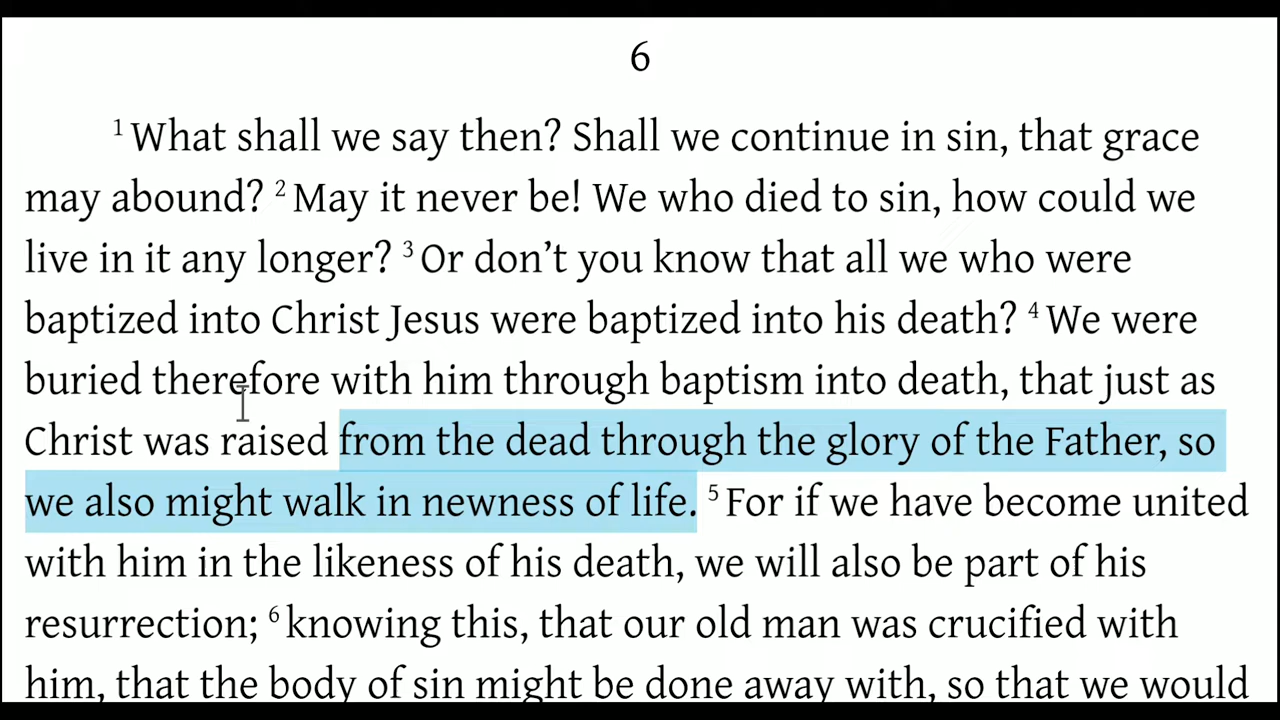 6
1 What shall we say then? Shall we continue in sin, that grace
may abound? 2 May it never be! We who died to sin, how could we
live in it any longer? 3 Or don’t you know that all we who were
baptized into Christ Jesus were baptized into his death? 4 We were
buried therefore with him through baptism into death, that just as
Christ was raised from the dead through the glory of the Father, so
we also might walk in newness of life. 5 For if we have become united
with him in the likeness of his death, we will also be part of his
resurrection; 6 knowing this, that our old man was crucified with
him, that the body of sin might be done away with, so that we would